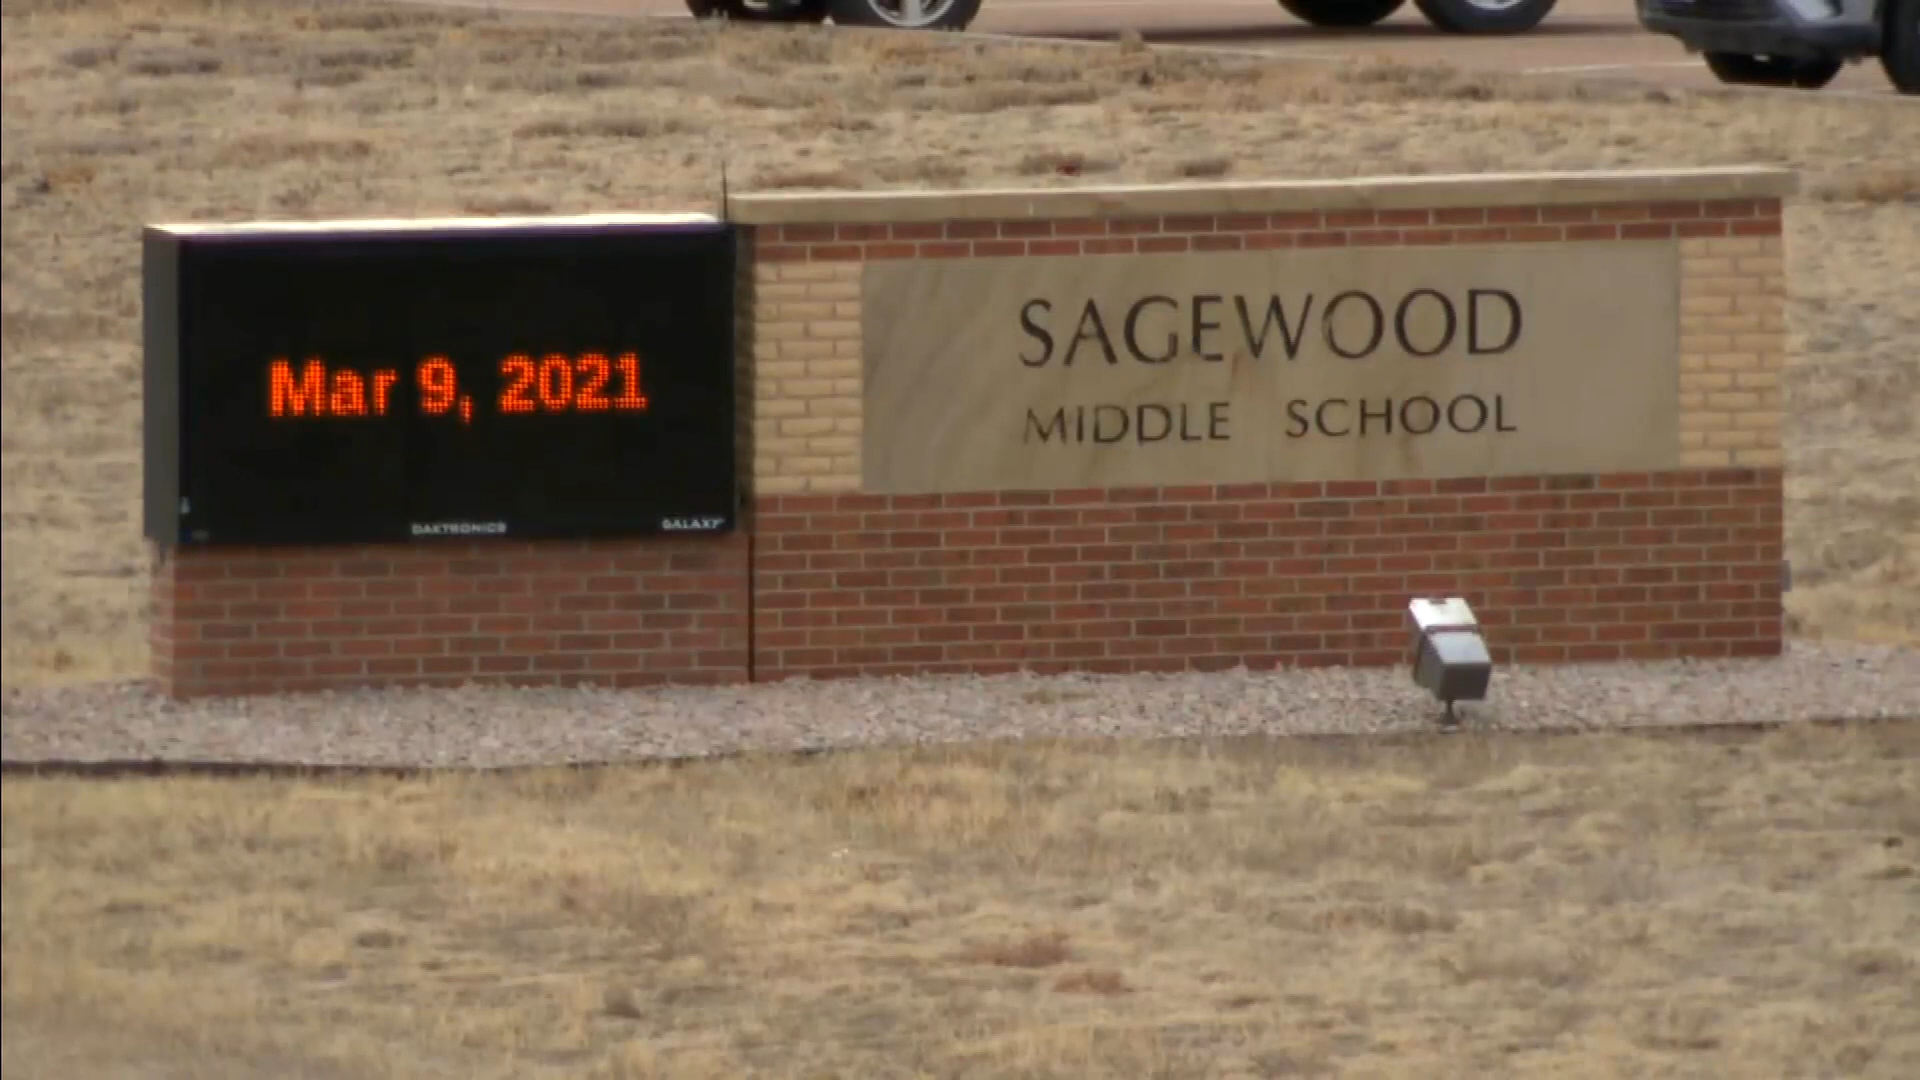 Mar 9, 2021
DAKTRONICS
GALAXY
SAGEWOOD
MIDDLE SCHOOL